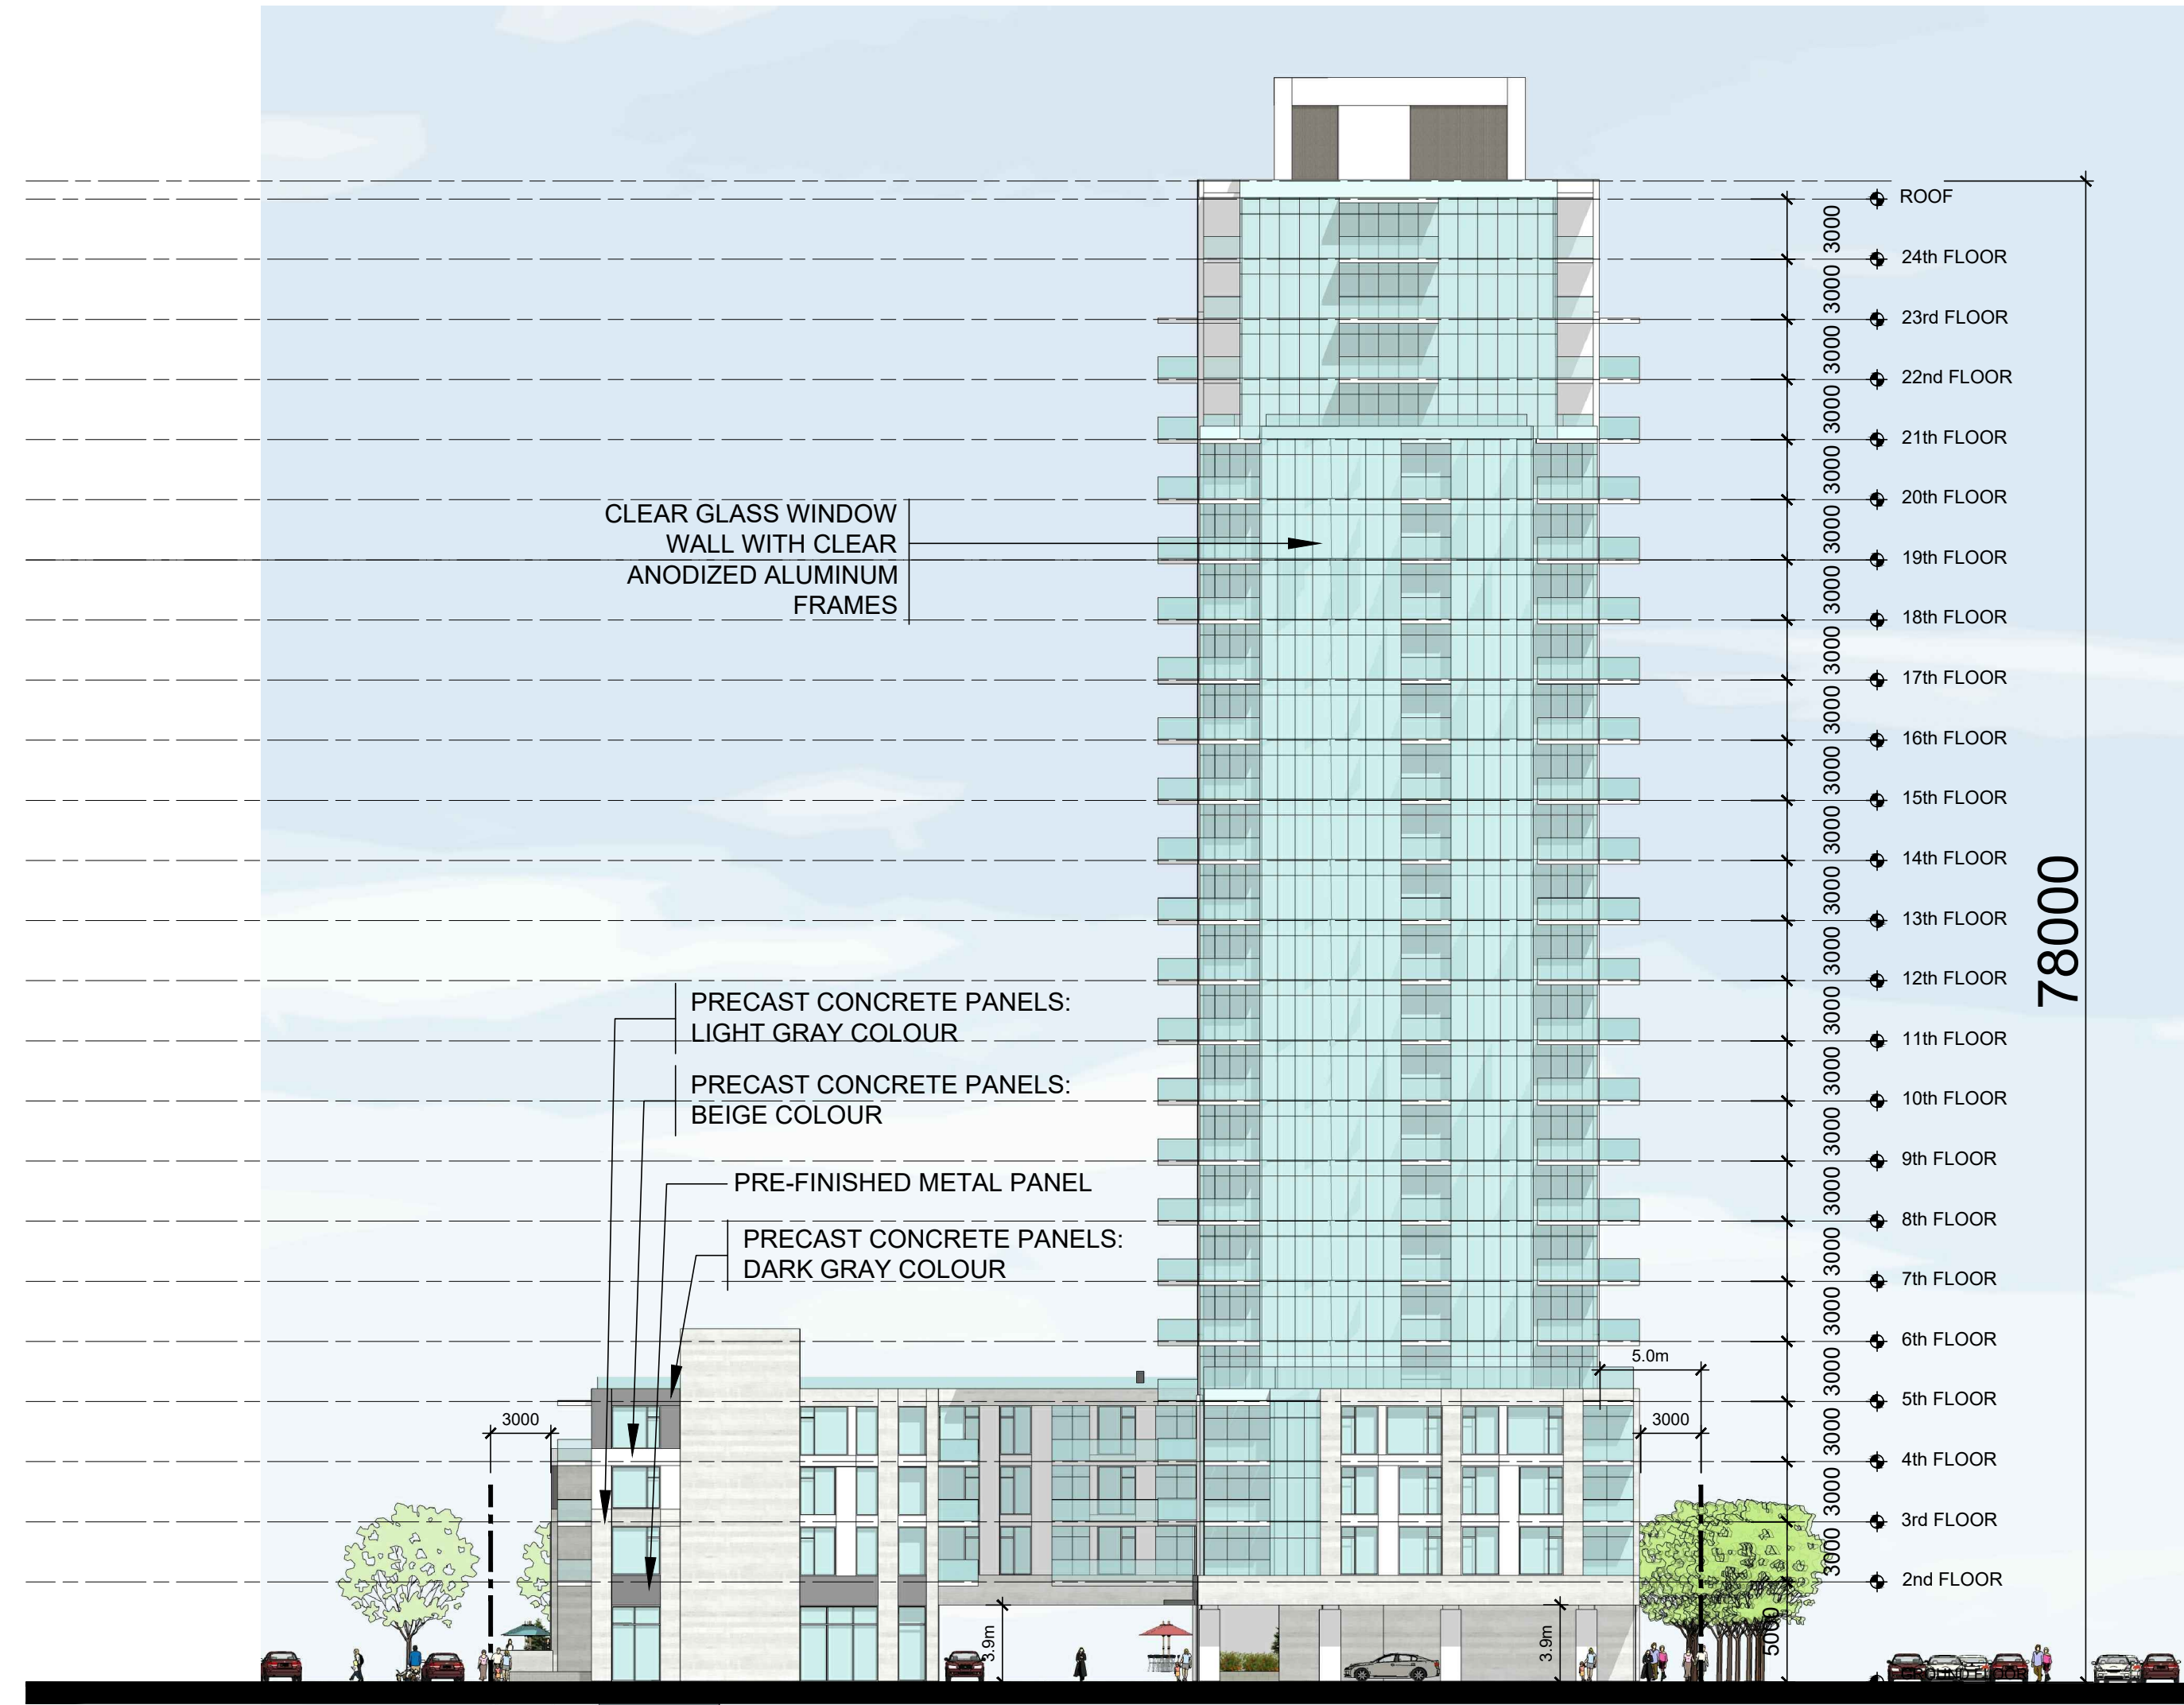 ROOF
3000
24th FLOOR
3000
23rd FLOOR
3000
22nd FLOOR
3000
21th FLOOR
3000
20th FLOOR
3000
19th FLOOR
3000
18th FLOOR
3000
17th FLOOR
3000
16th FLOOR
3000
15th FLOOR
3000
14th FLOOR
3000
13th FLOOR
3000
12th FLOOR
3000
11th FLOOR
3000
10th FLOOR
3000
9th FLOOR
3000
8th FLOOR
3000
7th FLOOR
3000
6th FLOOR
3000
5th FLOOR
3000
4th FLOOR
3000
3rd FLOOR
3000
2nd FLOOR
5000
GROUND FLOOR
78000
CLEAR GLASS WINDOW
WALL WITH CLEAR
ANODIZED ALUMINUM
FRAMES
PRECAST CONCRETE PANELS:
LIGHT GRAY COLOUR
PRECAST CONCRETE PANELS:
BEIGE COLOUR
PRE-FINISHED METAL PANEL
PRECAST CONCRETE PANELS:
DARK GRAY COLOUR
5.0m
3000
3000
3.9m
3.9m